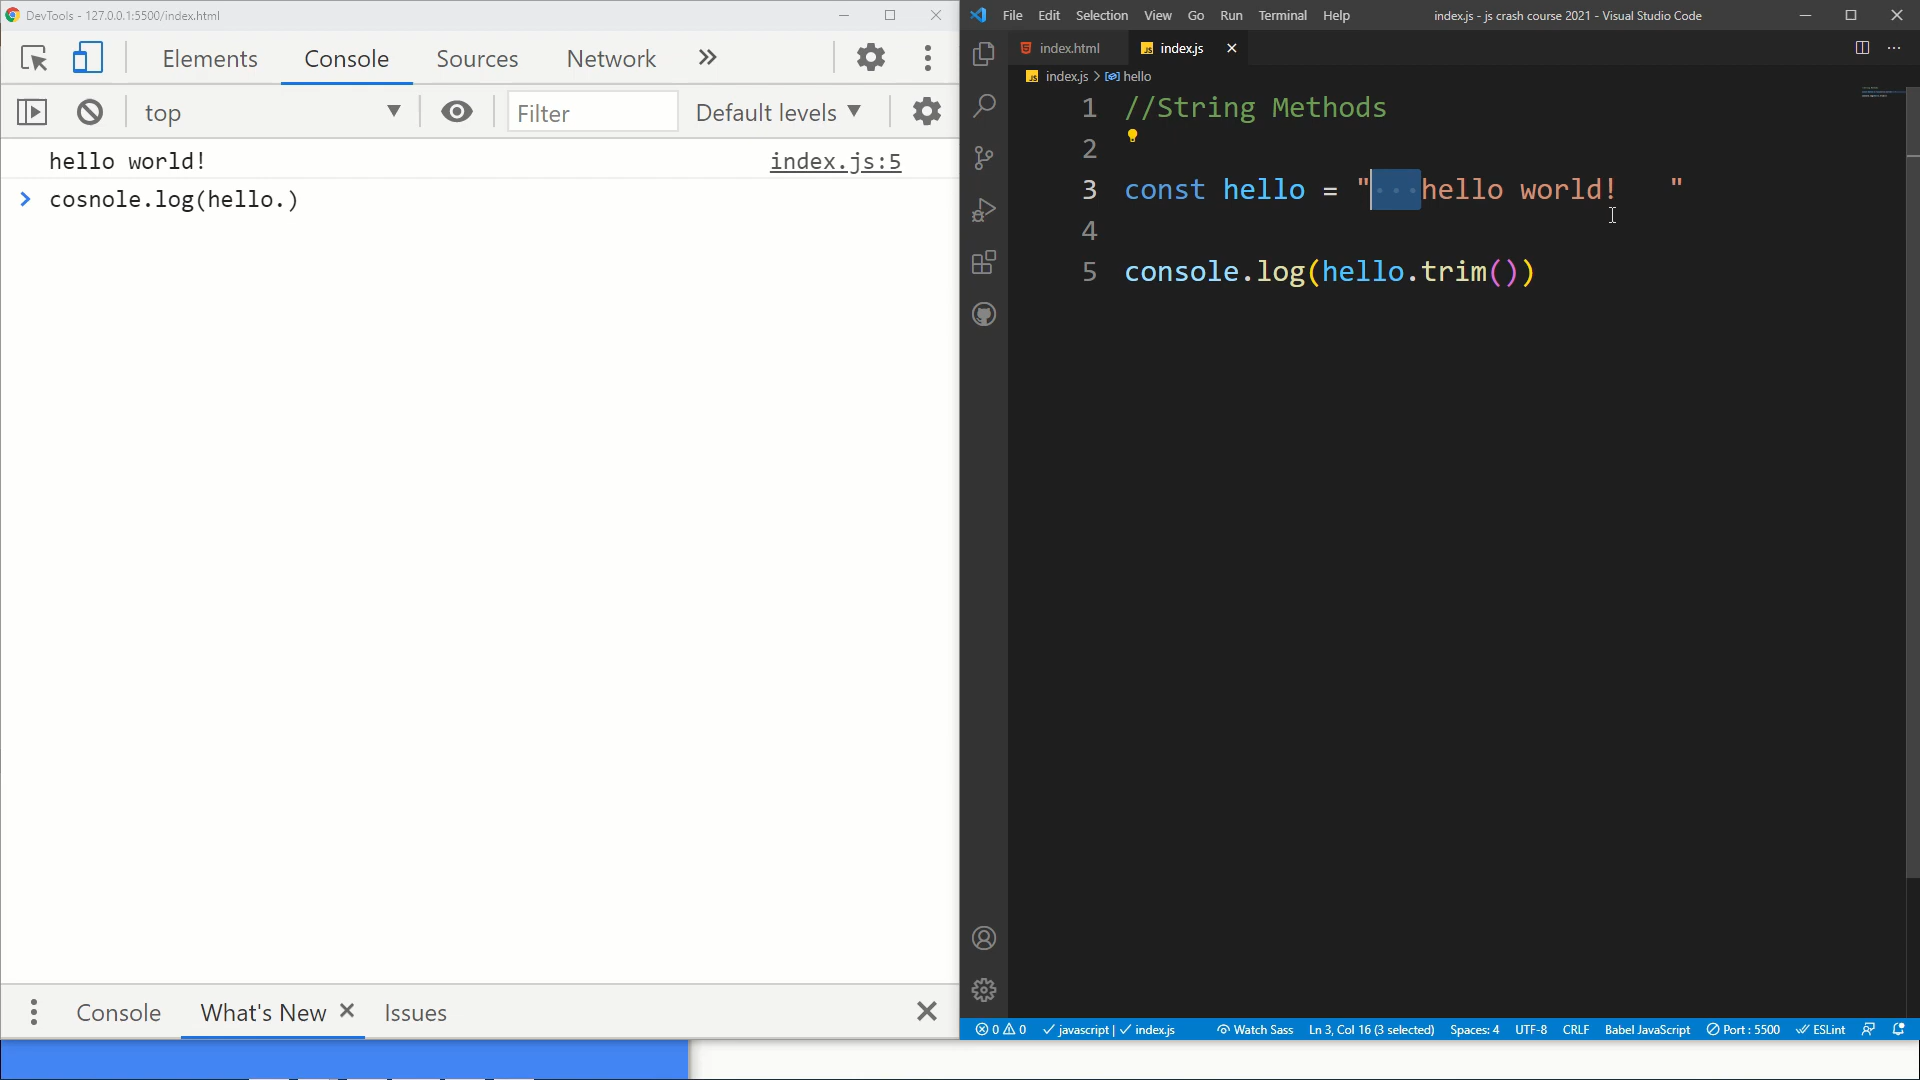 DevTools - 127.0.0.1:5500/index.html
Elements Console Sources Network »
top Filter Default levels
hello world! index.js:5
> cosnole.log(hello.)
Console What's New Issues
File Edit Selection View Go Run Terminal Help index.js - js crash course 2021 - Visual Studio Code
index.html JS index.js
JS index.js > hello
1 //String Methods
2
3 const hello = "···hello world!   "
4
5 console.log(hello.trim())
0 0 javascript | index.js Watch Sass Ln 3, Col 16 (3 selected) Spaces: 4 UTF-8 CRLF Babel JavaScript Port : 5500 ESLint